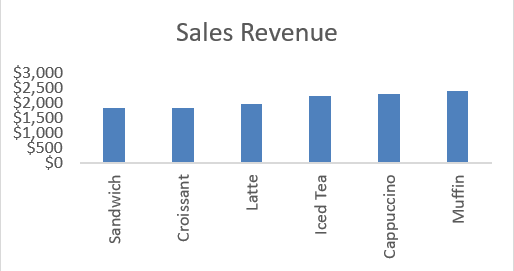 Sales Revenue
$3,000
$2,500
$2,000
$1,500
$1,000
$500
$0
Sandwich
Croissant
Latte
Iced Tea
Cappuccino
Muffin